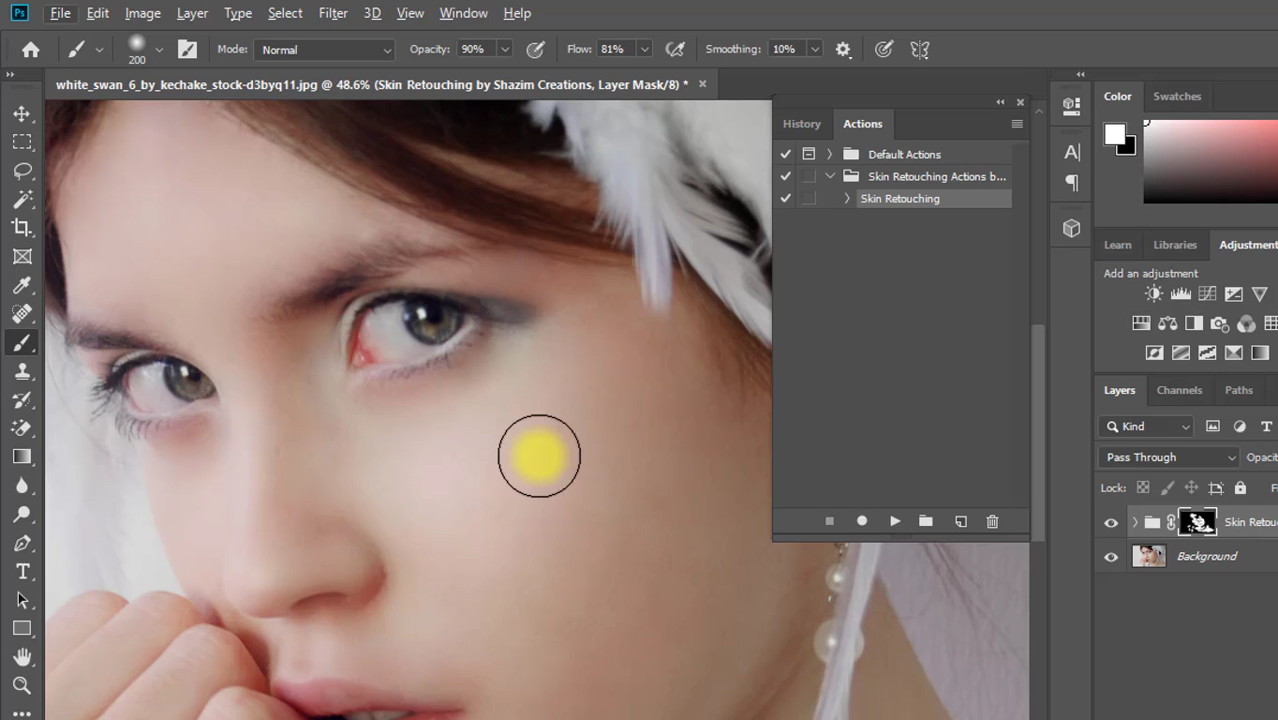 Ps File Edit Image Layer Type Select Filter 3D View Window Help
200 Mode: Normal Opacity: 90% Flow: 81% Smoothing: 10%
white_swan_6_by_kechake_stock-d3byq11.jpg @ 48.6% (Skin Retouching by Shazim Creations, Layer Mask/8) *
History Actions
Default Actions
Skin Retouching Actions b...
Skin Retouching
Color Swatches
Learn Libraries Adjustment
Add an adjustment
Layers Channels Paths
Kind
Pass Through Opacit
Lock: Fi
Skin Retou
Background